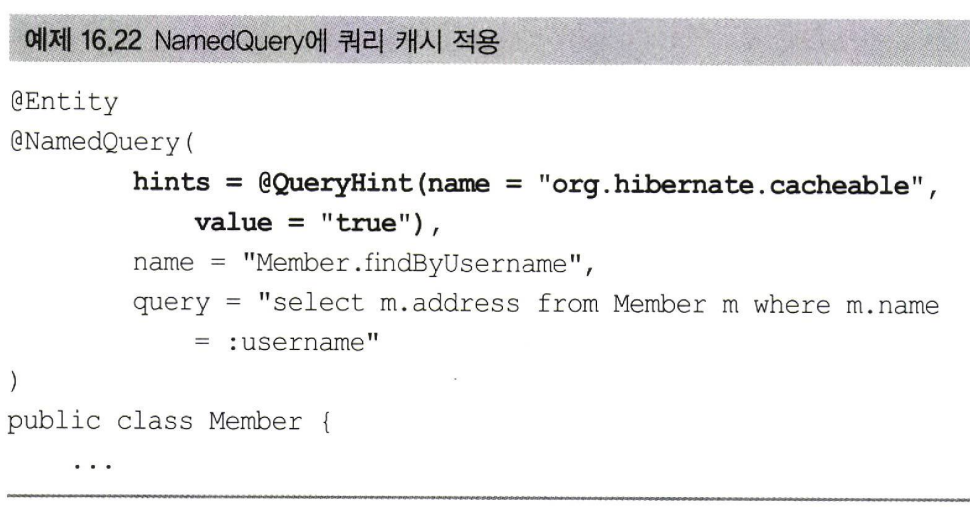 예제 16.22 NamedQuery에 쿼리 캐시 적용
@Entity
@NamedQuery(
        hints = @QueryHint(name = "org.hibernate.cacheable",
            value = "true"),
        name = "Member.findByUsername",
        query = "select m.address from Member m where m.name
            = :username"
)
public class Member {
    ...